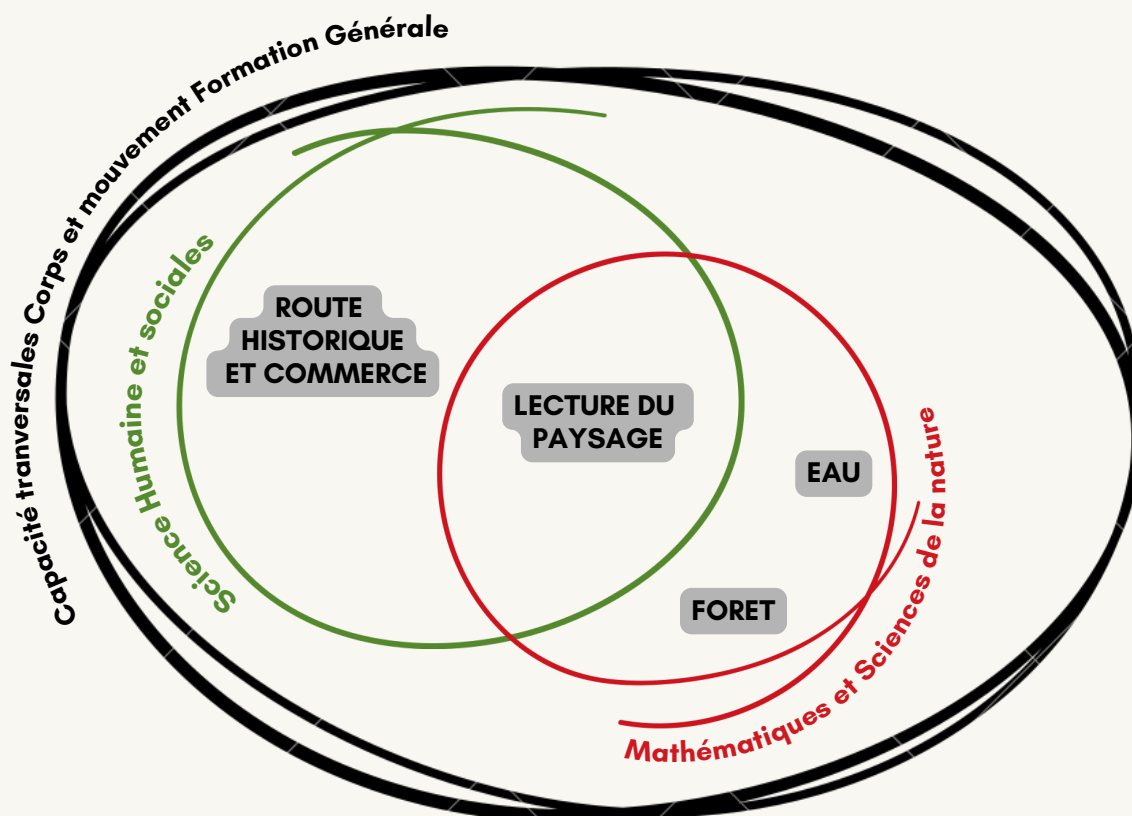 Capacité tranversales Corps et mouvement Formation Générale
Science Humaine et sociales
ROUTE
HISTORIQUE
ET COMMERCE
LECTURE DU
PAYSAGE
EAU
FORET
Mathématiques et Sciences de la nature